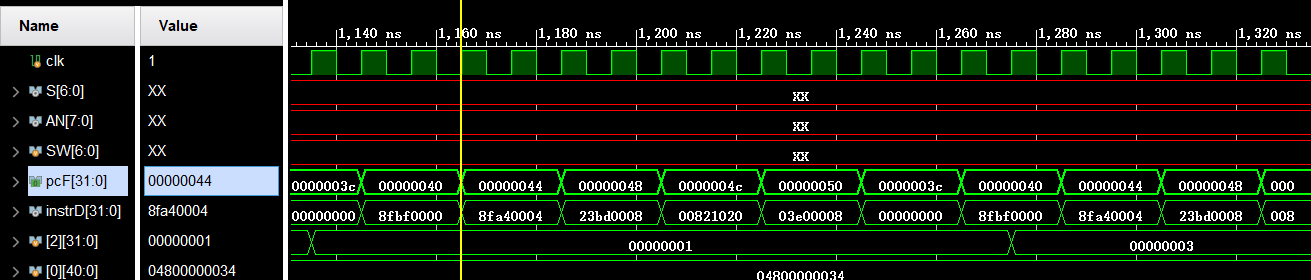 Name Value 1,140 ns 1,160 ns 1,180 ns 1,200 ns 1,220 ns 1,240 ns 1,260 ns 1,280 ns 1,300 ns 1,320 ns
clk 1
S[6:0] XX XX
AN[7:0] XX XX
SW[6:0] XX XX
pcF[31:0] 00000044 0000003c 00000040 00000044 00000048 0000004c 00000050 0000003c 00000040 00000044 00000048 000
instrD[31:0] 8fa40004 00000000 8fbf0000 8fa40004 23bd0008 00821020 03e00008 00000000 8fbf0000 8fa40004 23bd0008 008
[2][31:0] 00000001 00000001 00000003
[0][40:0] 04800000034 04800000034